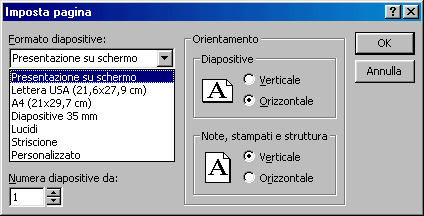 Imposta pagina
Formato diapositive:
Presentazione su schermo
Presentazione su schermo
Lettera USA (21,6x27,9 cm)
A4 (21x29,7 cm)
Diapositive 35 mm
Lucidi
Striscione
Personalizzato
Numera diapositive da:
1
Orientamento
Diapositive
A
Verticale
Orizzontale
Note, stampati e struttura
A
Verticale
Orizzontale
OK
Annulla